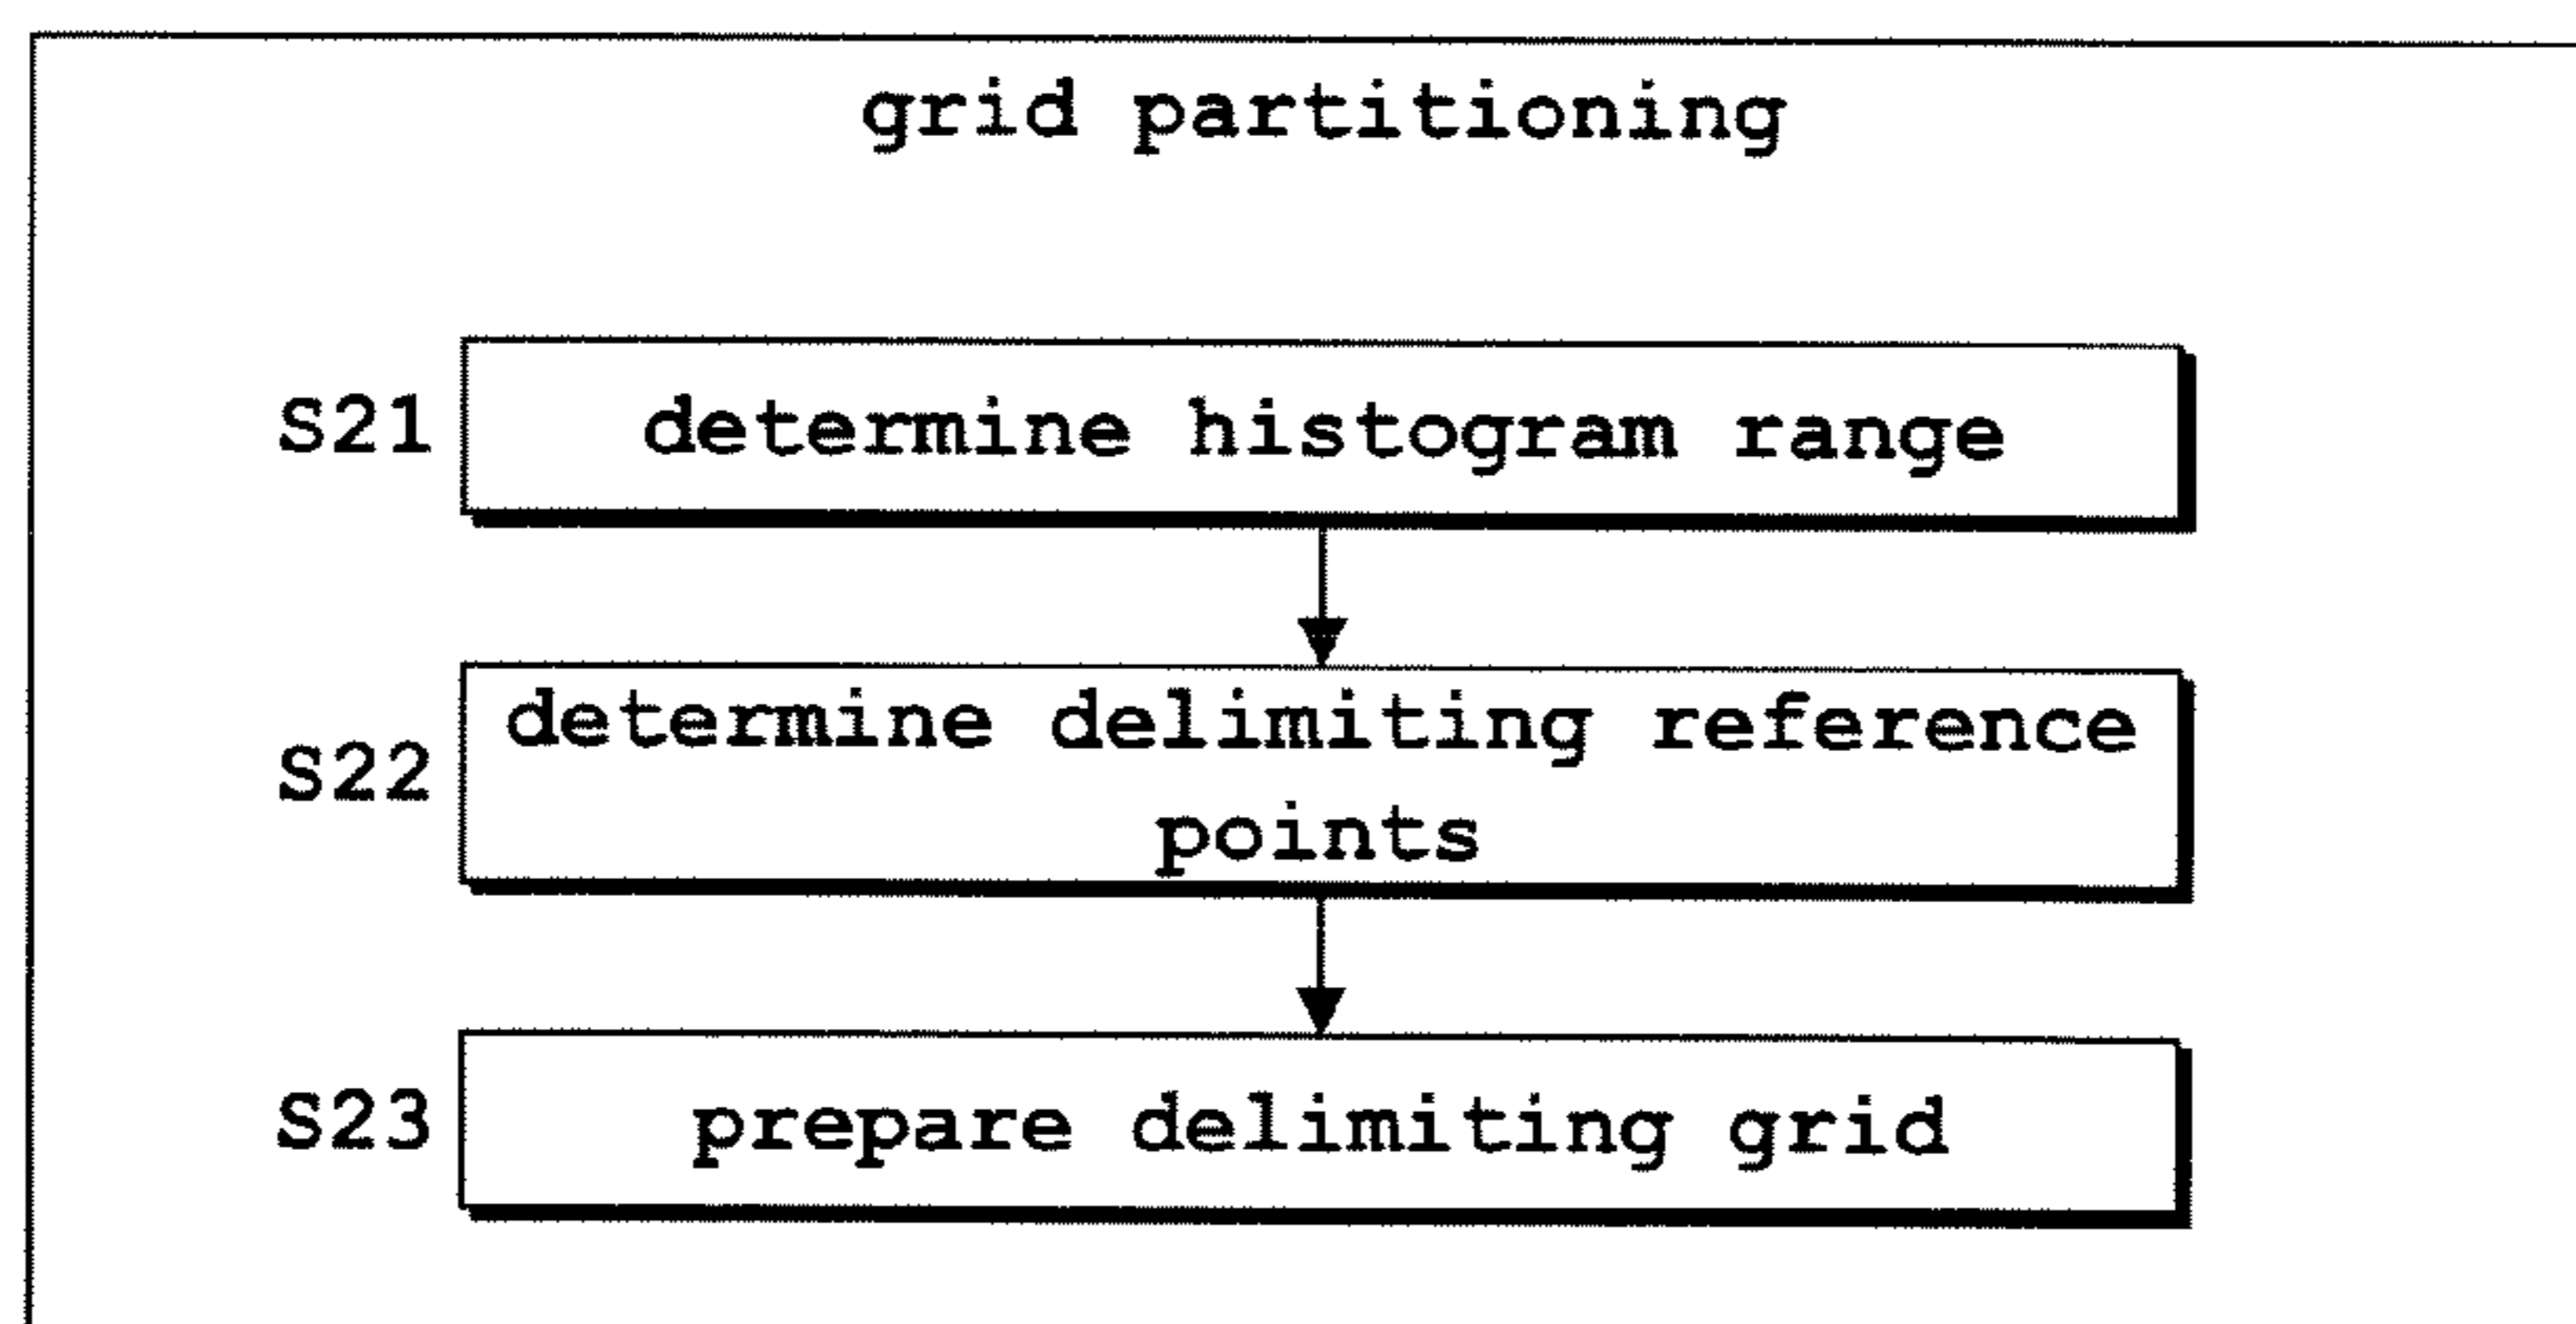 grid partitioning
S21 determine histogram range
S22 determine delimiting reference
points
S23 prepare delimiting grid